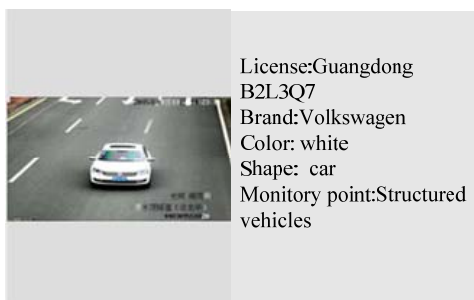 License:Guangdong
B2L3Q7
Brand:Volkswagen
Color: white
Shape: car
Monitory point:Structured
vehicles